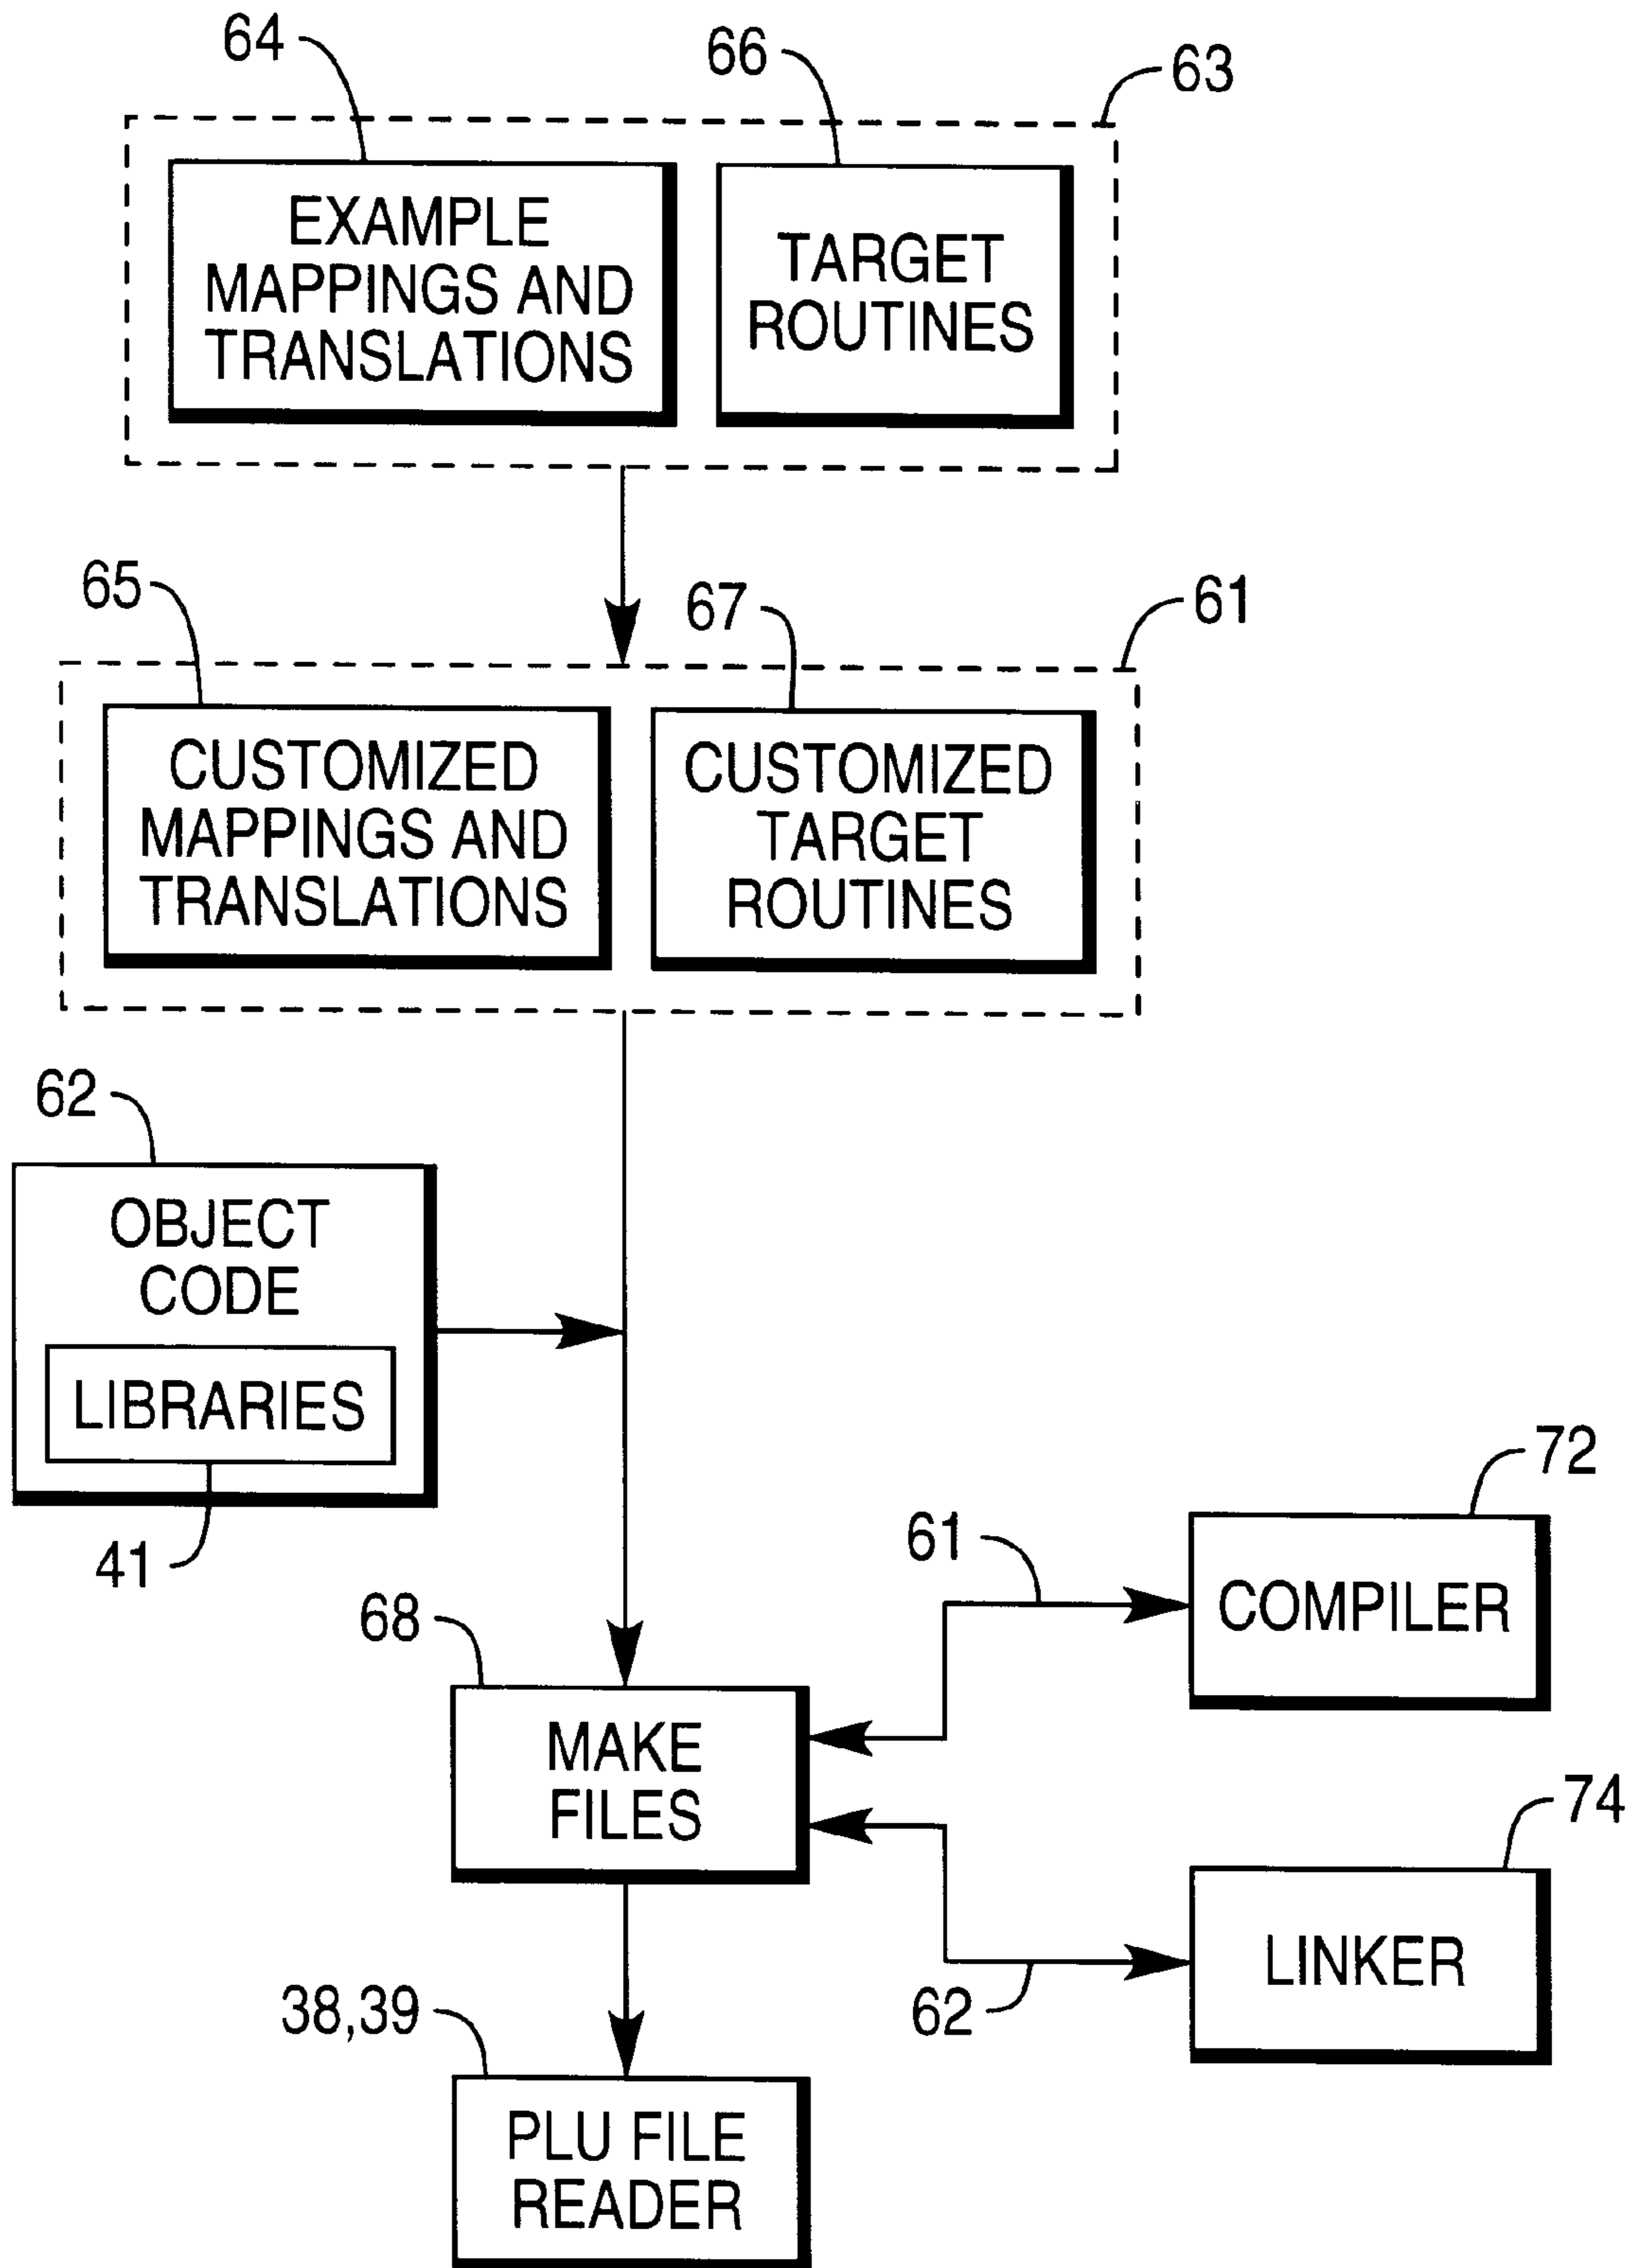 64
66
63
EXAMPLE
MAPPINGS AND
TRANSLATIONS
TARGET
ROUTINES
65
67
61
CUSTOMIZED
MAPPINGS AND
TRANSLATIONS
CUSTOMIZED
TARGET
ROUTINES
62
OBJECT
CODE
LIBRARIES
41
72
61
COMPILER
68
MAKE
FILES
74
LINKER
62
38,39
PLU FILE
READER